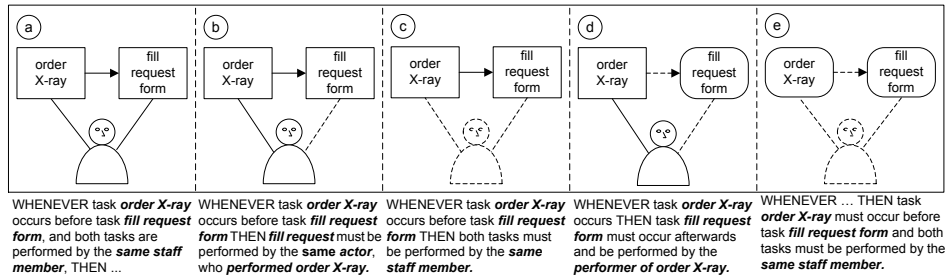 a
order
X-ray
fill
request
form
b
order
X-ray
fill
request
form
c
order
X-ray
fill
request
form
d
order
X-ray
fill
request
form
e
order
X-ray
fill
request
form
WHENEVER task order X-ray
occurs before task fill request
form, and both tasks are
performed by the same staff
member, THEN ...
WHENEVER task order X-ray
occurs before task fill request
form THEN fill request must be
performed by the same actor,
who performed order X-ray.
WHENEVER task order X-ray
occurs before task fill request
form THEN both tasks must
be performed by the same
staff member.
WHENEVER task order X-ray
occurs THEN task fill request
form must occur afterwards
and be performed by the
performer of order X-ray.
WHENEVER … THEN task
order X-ray must occur before
task fill request form and both
tasks must be performed by the
same staff member.